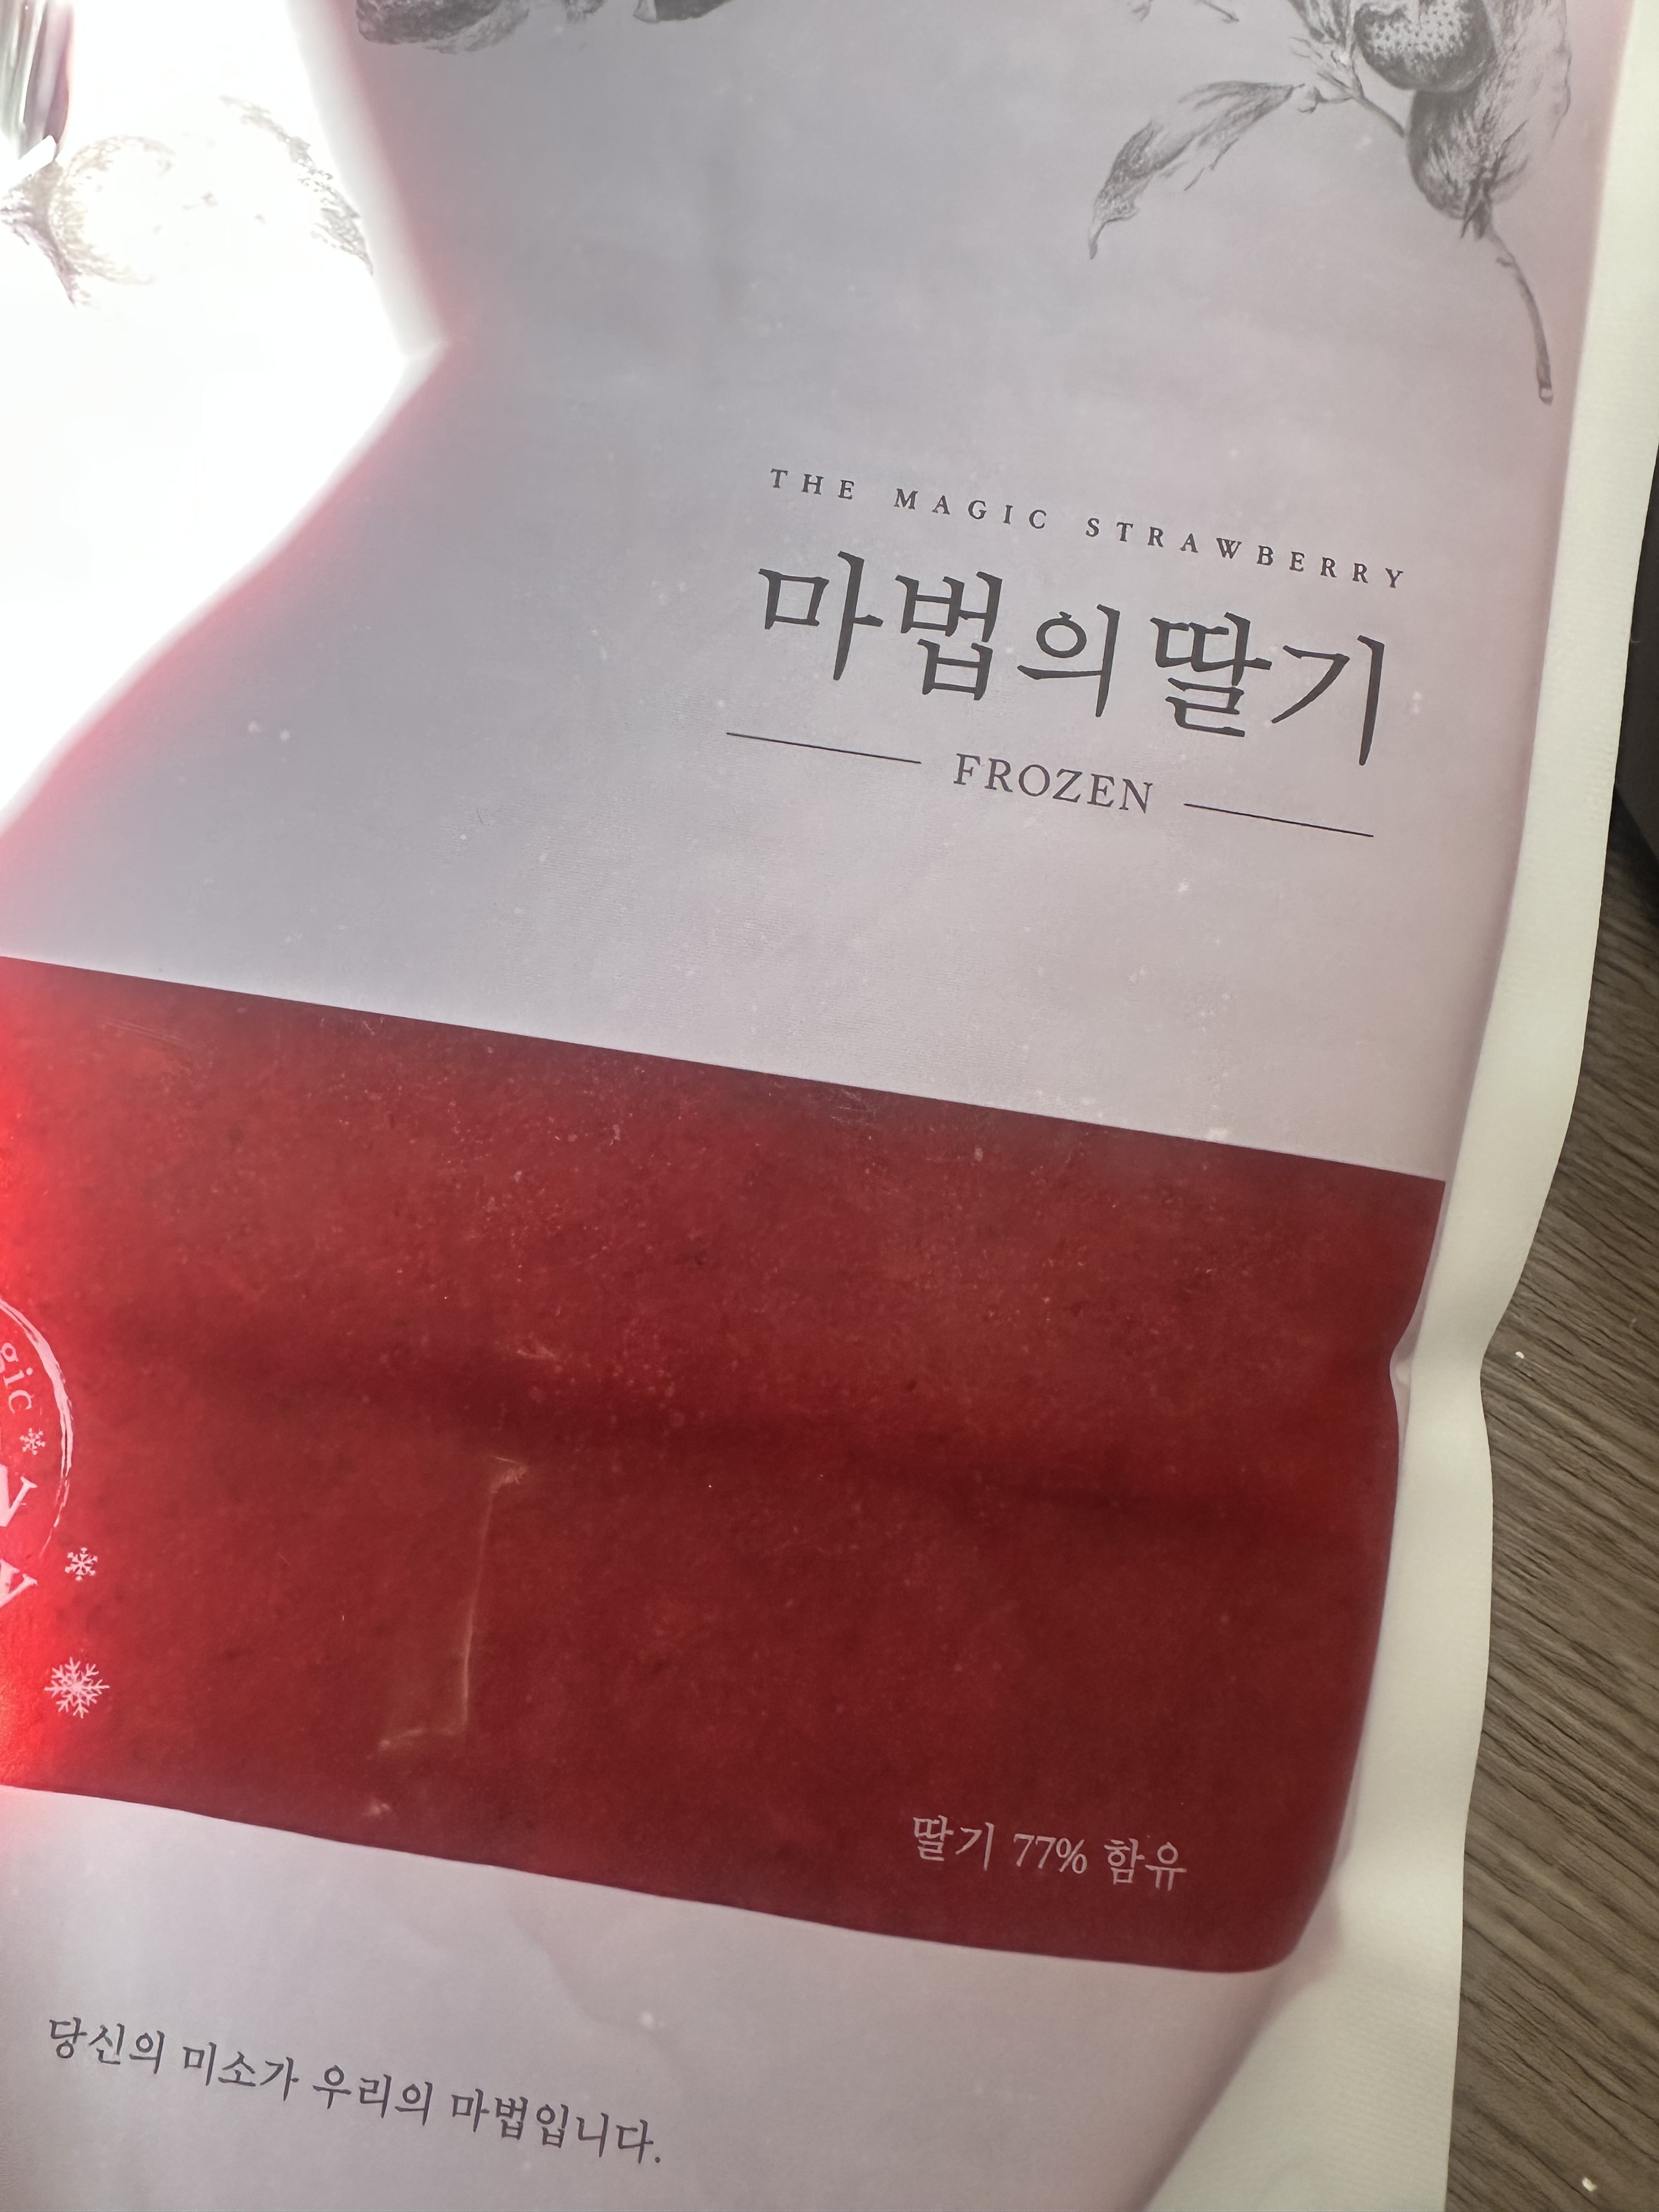 THE MAGIC STRAWBERRY
마법의딸기
FROZEN
딸기 77% 함유
당신의 미소가 우리의 마법입니다.